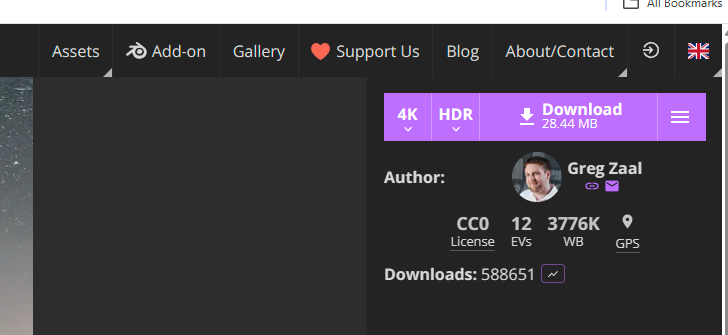 All Bookmarks
Assets Add-on Gallery Support Us Blog About/Contact
4K HDR Download
28.44 MB
Author: Greg Zaal
CC0 12 3776K
License EVs WB GPS
Downloads: 588651